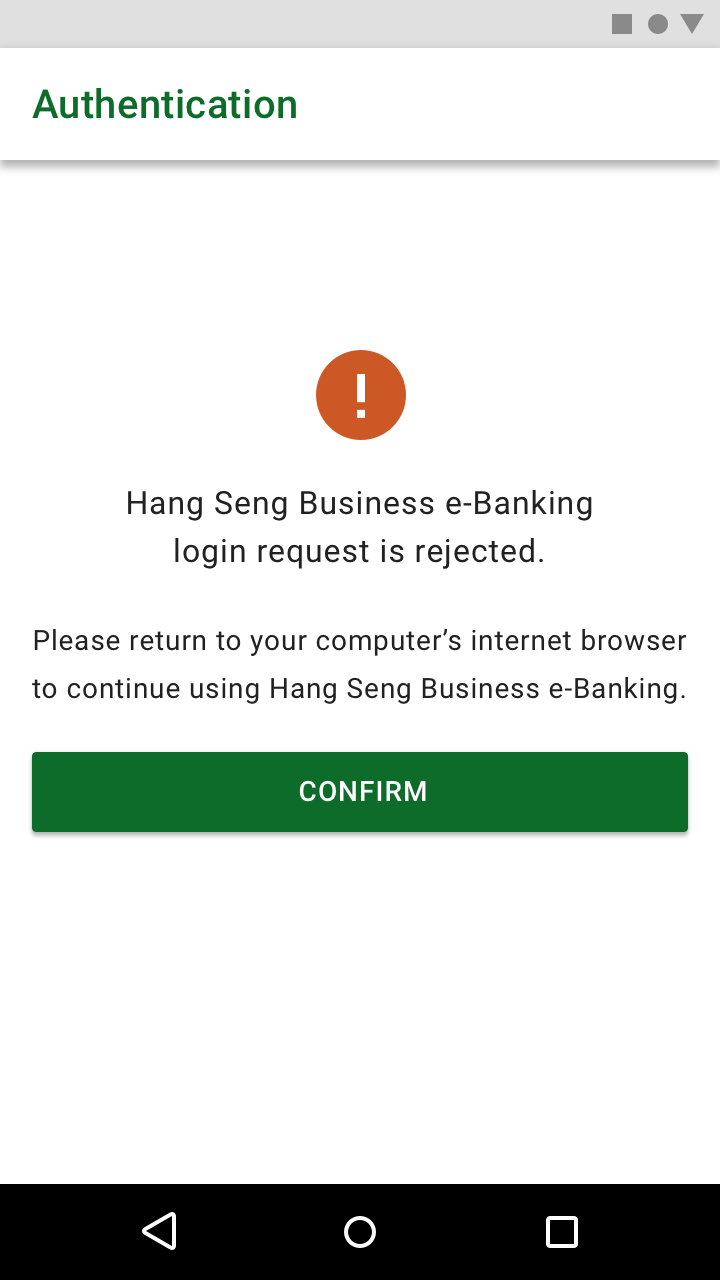 Authentication
Hang Seng Business e-Banking
login request is rejected.
Please return to your computer’s internet browser
to continue using Hang Seng Business e-Banking.
CONFIRM